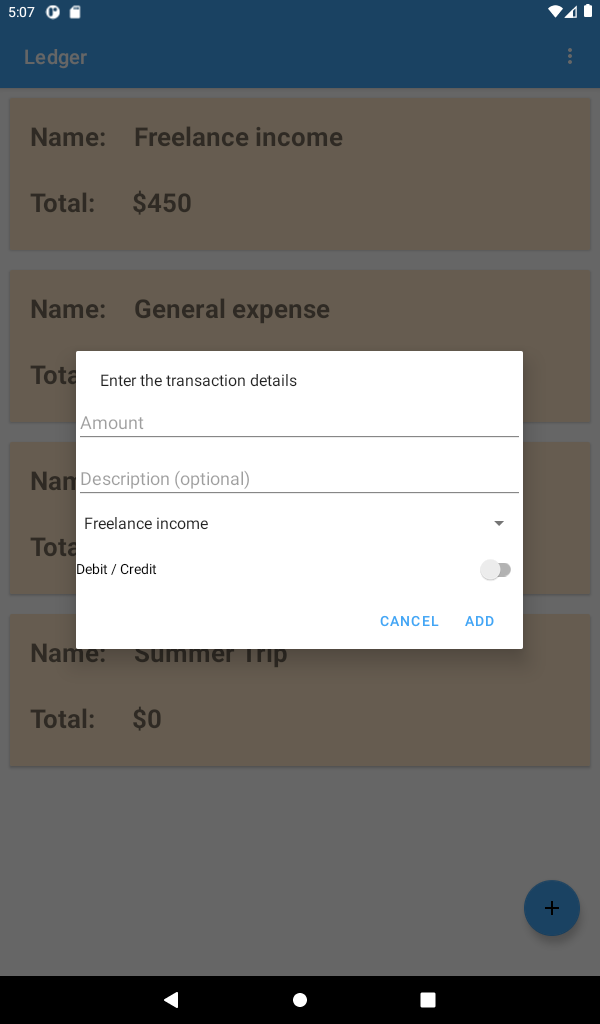 5:07
Ledger
Name: Freelance income
Total: $450
Name: General expense
Tota
Enter the transaction details
Amount
Description (optional)
Nam
Freelance income
Tota
Debit / Credit
CANCEL ADD
Name: Summer Trip
Total: $0